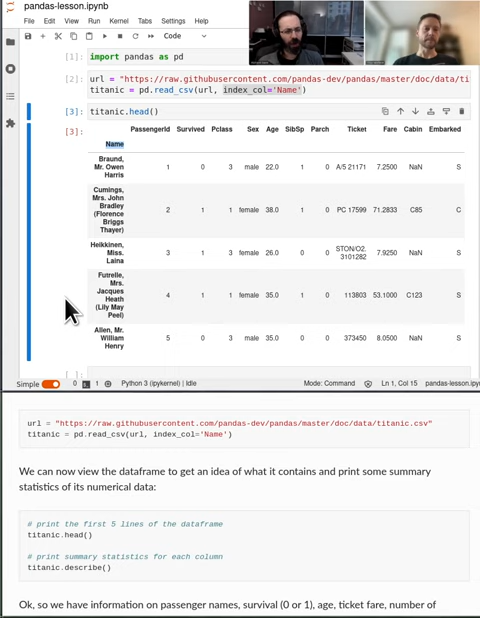 pandas-lesson.ipynb
File Edit View Run Kernel Tabs Settings Help
Code
[1]: import pandas as pd
[2]: url = "https://raw.githubusercontent.com/pandas-dev/pandas/master/doc/data/ti
titanic = pd.read_csv(url, index_col='Name')
[3]: titanic.head()
[3]: PassengerId Survived Pclass Sex Age SibSp Parch Ticket Fare Cabin Embarked
Name
Braund, Mr. Owen Harris 1 0 3 male 22.0 1 0 A/5 21171 7.2500 NaN S
Cumings, Mrs. John Bradley (Florence Briggs Thayer) 2 1 1 female 38.0 1 0 PC 17599 71.2833 C85 C
Heikkinen, Miss. Laina 3 1 3 female 26.0 0 0 STON/O2. 3101282 7.9250 NaN S
Futrelle, Mrs. Jacques Heath (Lily May Peel) 4 1 1 female 35.0 1 0 113803 53.1000 C123 S
Allen, Mr. William Henry 5 0 3 male 35.0 0 0 373450 8.0500 NaN S
[ ]:
Simple 0 1 Python 3 (ipykernel) | Idle Mode: Command Ln 1, Col 15 pandas-lesson.ipy
url = "https://raw.githubusercontent.com/pandas-dev/pandas/master/doc/data/titanic.csv"
titanic = pd.read_csv(url, index_col='Name')
We can now view the dataframe to get an idea of what it contains and print some summary
statistics of its numerical data:
# print the first 5 lines of the dataframe
titanic.head()
# print summary statistics for each column
titanic.describe()
Ok, so we have information on passenger names, survival (0 or 1), age, ticket fare, number of